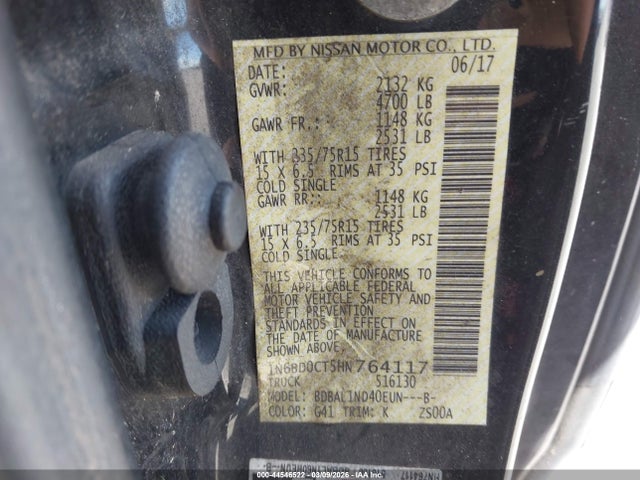 MFD BY NISSAN MOTOR CO., LTD.
DATE: 06/17
GVWR: 2132 KG
4700 LB
GAWR FR.: 1148 KG
2531 LB
WITH 235/75R15 TIRES
15 X 6.5 RIMS AT 35 PSI
COLD SINGLE
GAWR RR.: 1148 KG
2531 LB
WITH 235/75R15 TIRES
15 X 6.5 RIMS AT 35 PSI
COLD SINGLE
THIS VEHICLE CONFORMS TO
ALL APPLICABLE FEDERAL
MOTOR VEHICLE SAFETY AND
THEFT PREVENTION
STANDARDS IN EFFECT ON
THE DATE OF MANUFACTURE
SHOWN ABOVE.
1N6BD0CT5HN764117
TRUCK 516130
MODEL: BDBAL1ND40EUN---B-
COLOR: G41 TRIM: K ZS00A
*** 44546522 *** 03/09/2026 *** IAA Inc. ***